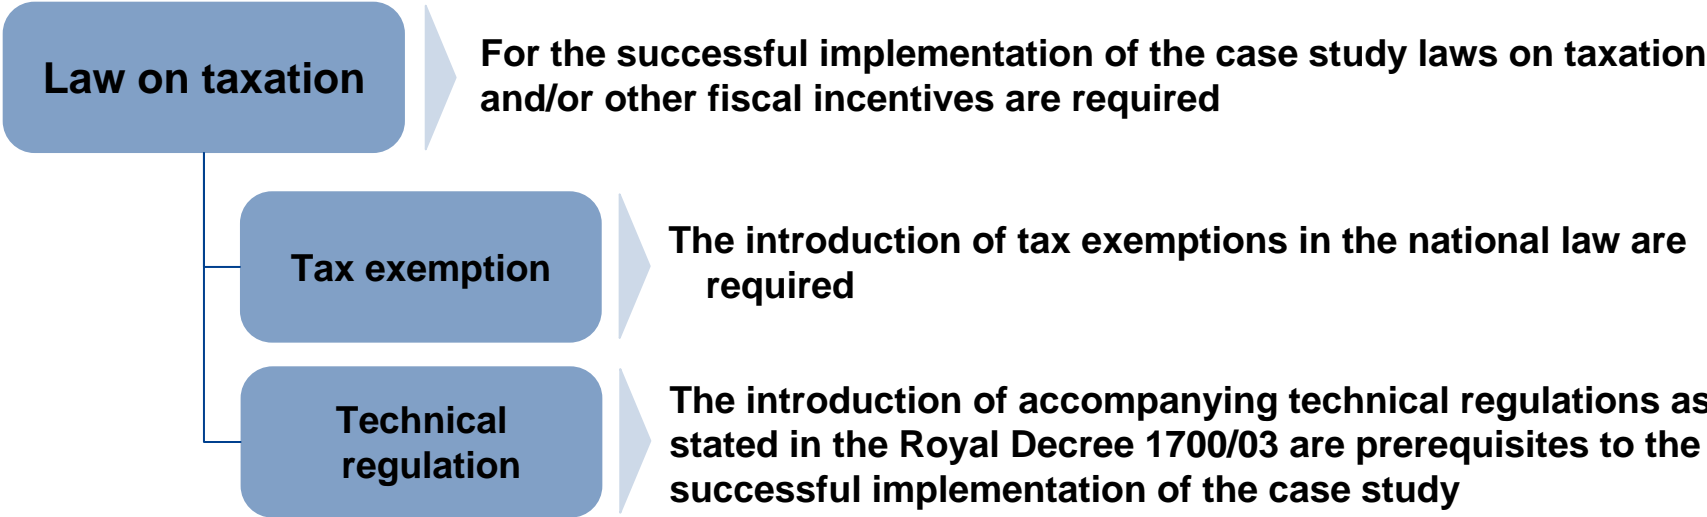 Law on taxation
For the successful implementation of the case study laws on taxation
and/or other fiscal incentives are required
Tax exemption
The introduction of tax exemptions in the national law are
required
Technical
regulation
The introduction of accompanying technical regulations as
stated in the Royal Decree 1700/03 are prerequisites to the
successful implementation of the case study